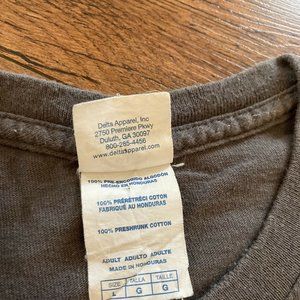 Delta Apparel, Inc
2750 Premiere Pkwy
Duluth, GA 30097
800-285-4456
www.deltaapparel.com
100% PRE-ENCOGIDO ALGODON
HECHO EN HONDURAS
100% PRÉRÉTRÉCI COTON
FABRIQUÉ AU HONDURAS
100% PRESHRUNK COTTON
ADULT ADULTO ADULTE
MADE IN HONDURAS
SIZE TALLA TAILLE
L G G